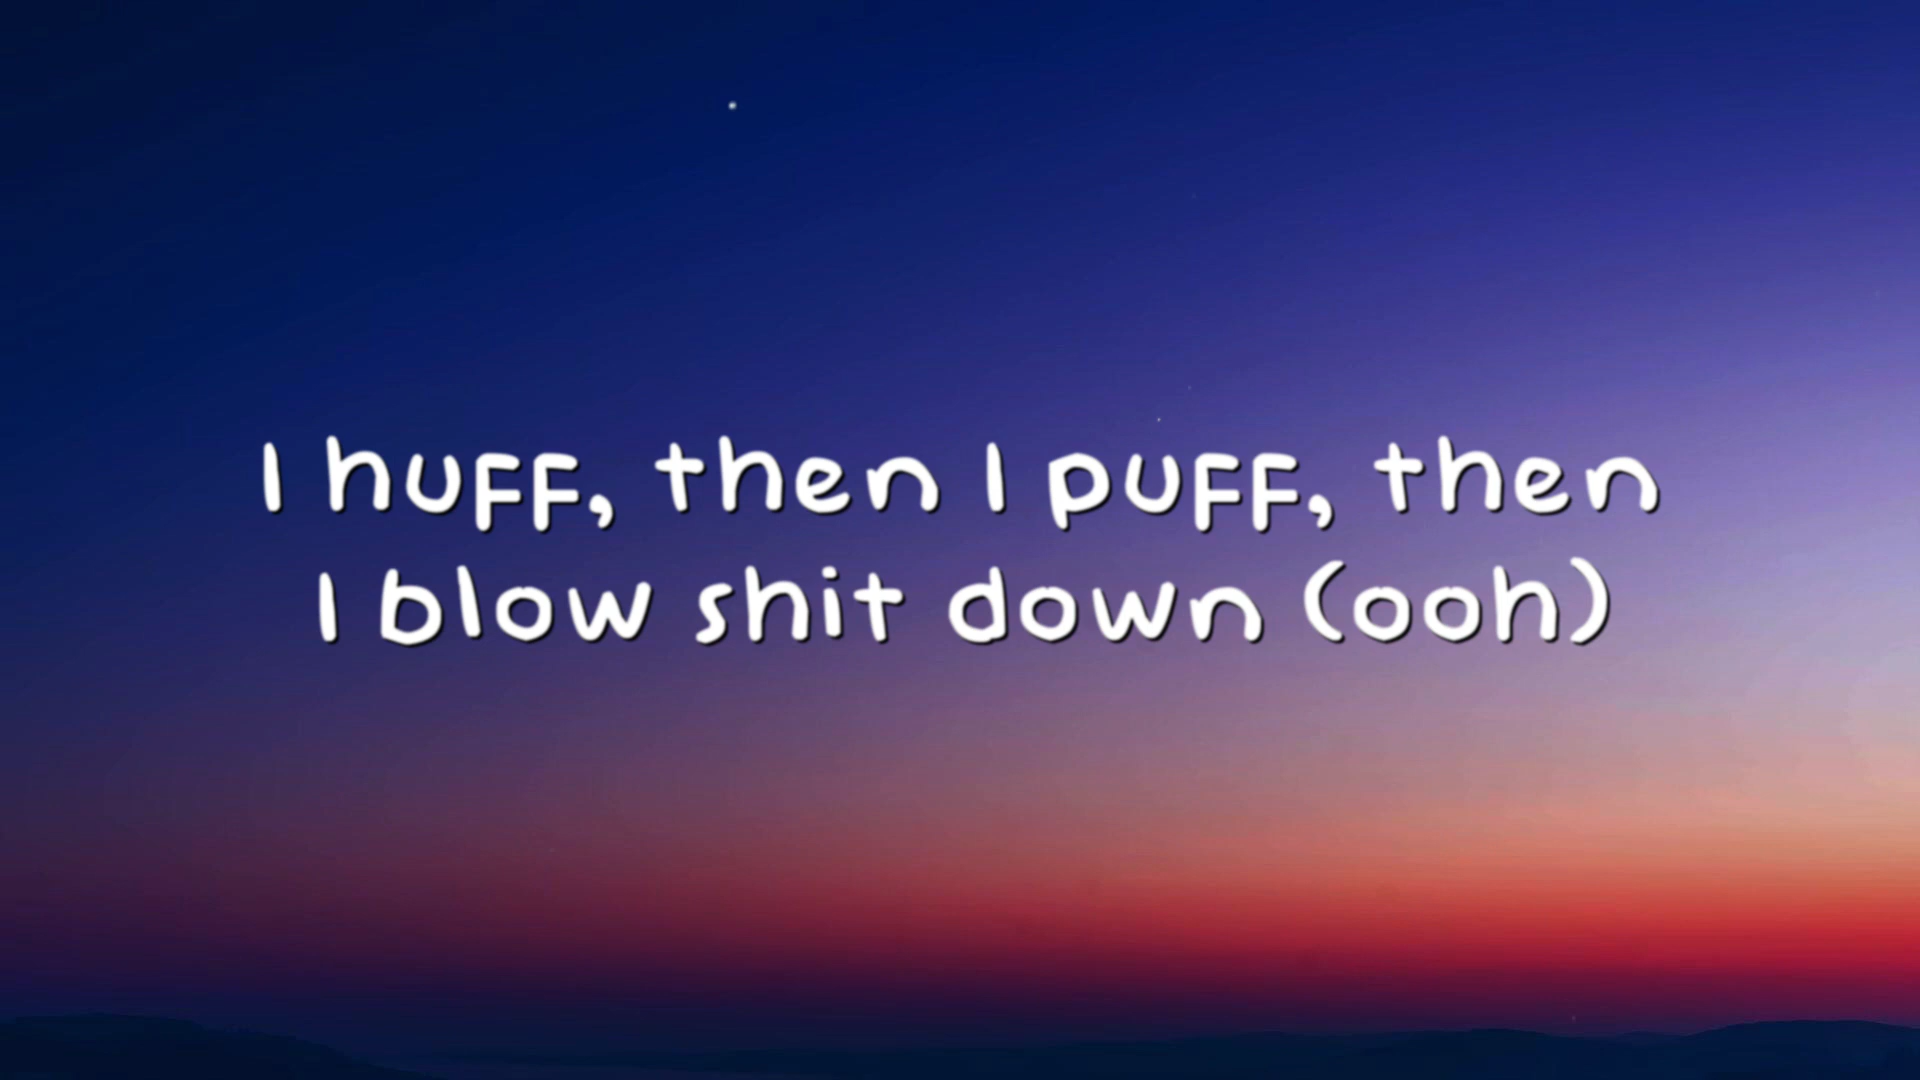 I huff, then I puff, then
I blow shit down (ooh)